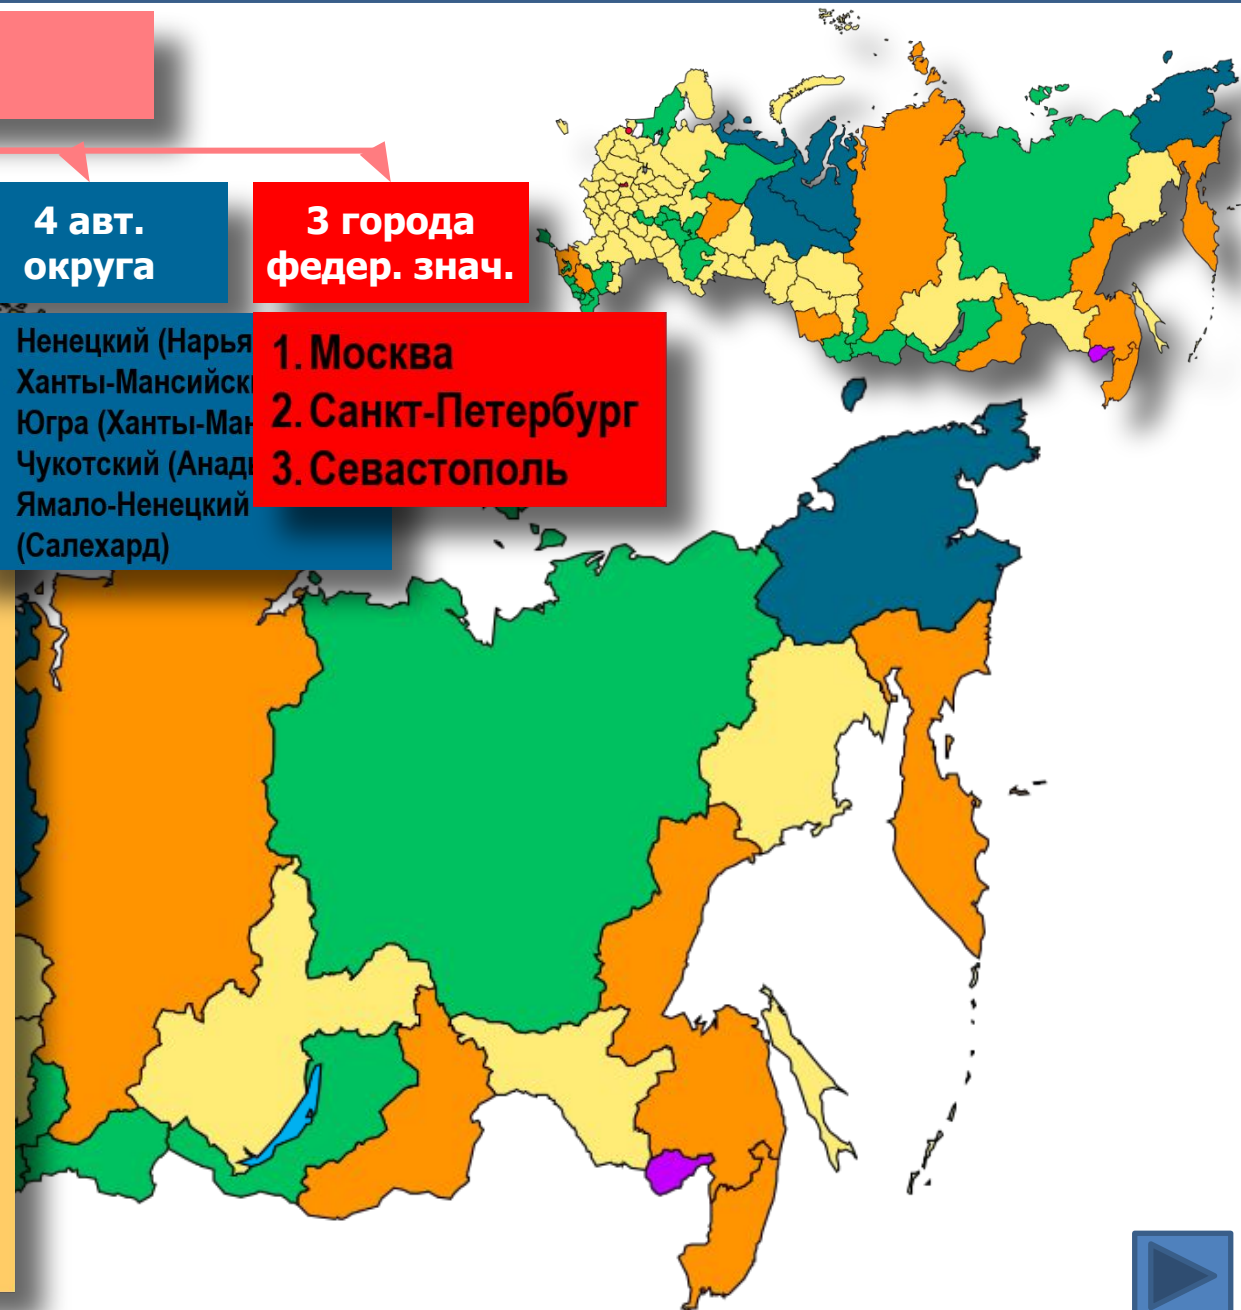 4 авт.
округа
3 города
федер. знач.
Ненецкий (Нарья
Ханты-Мансийск
Югра (Ханты-Ман
Чукотский (Анад
Ямало-Ненецкий
(Салехард)
1. Москва
2. Санкт-Петербург
3. Севастополь